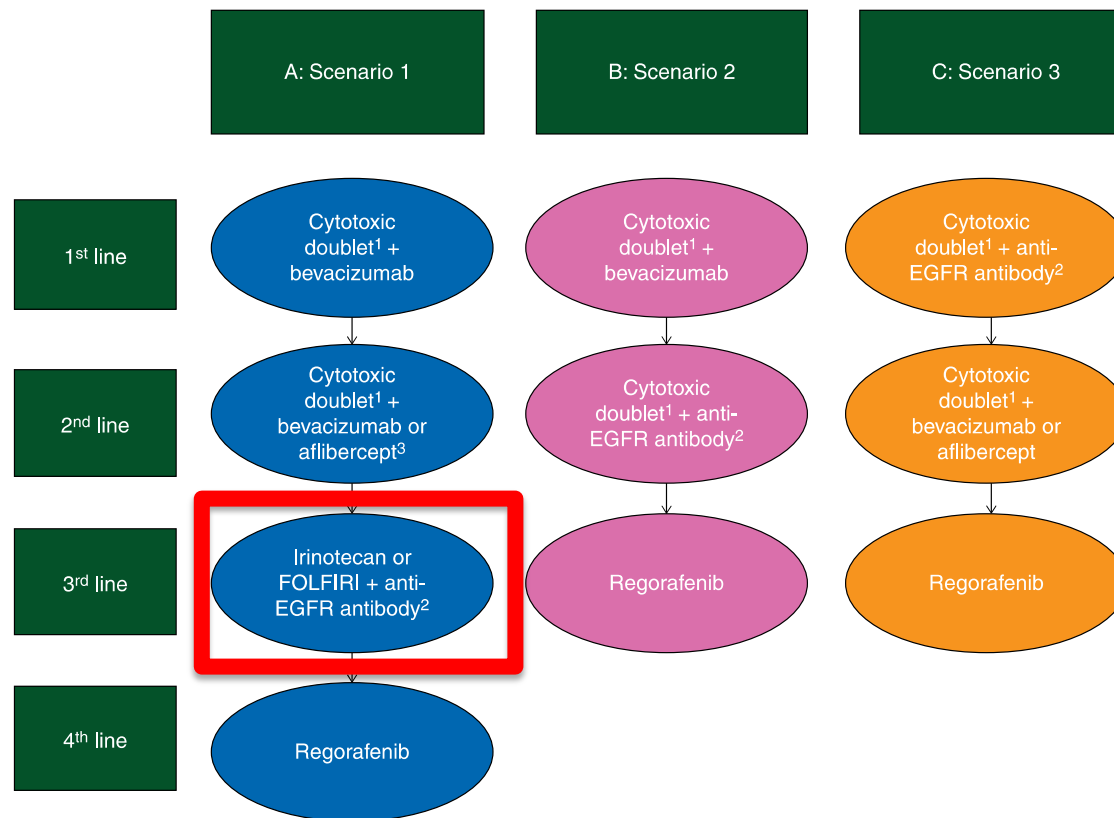 A: Scenario 1
B: Scenario 2
C: Scenario 3
1st line
Cytotoxic
doublet¹ +
bevacizumab
Cytotoxic
doublet¹ +
bevacizumab
Cytotoxic
doublet¹ + anti-
EGFR antibody²
2nd line
Cytotoxic
doublet¹ +
bevacizumab or
aflibercept³
Cytotoxic
doublet¹ + anti-
EGFR antibody²
Cytotoxic
doublet¹ +
bevacizumab or
aflibercept
3rd line
Irinotecan or
FOLFIRI + anti-
EGFR antibody²
Regorafenib
Regorafenib
4th line
Regorafenib